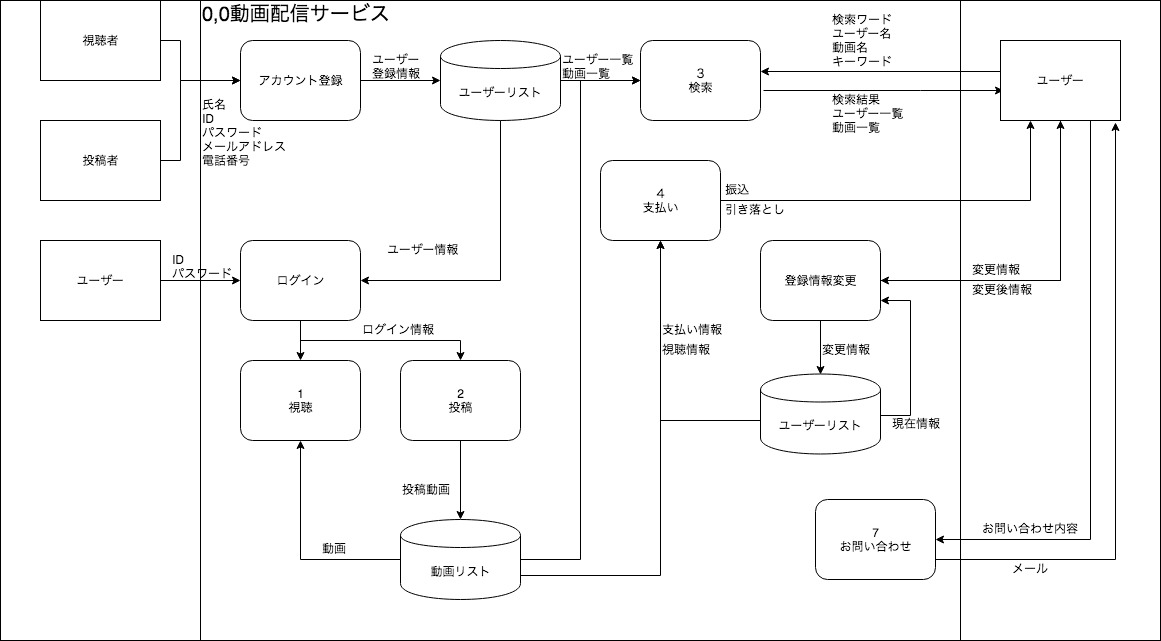 0,0動画配信サービス
視聴者
投稿者
氏名
ID
パスワード
メールアドレス
電話番号
アカウント登録
ユーザー
登録情報
ユーザーリスト
ユーザー一覧
動画一覧
3
検索
検索ワード
ユーザー名
動画名
キーワード
検索結果
ユーザー一覧
動画一覧
ユーザー
4
支払い
振込
引き落とし
ユーザー
ID
パスワード
ログイン
ユーザー情報
ログイン情報
登録情報変更
変更情報
変更後情報
支払い情報
視聴情報
変更情報
1
視聴
2
投稿
ユーザーリスト
現在情報
投稿動画
動画
動画リスト
7
お問い合わせ
お問い合わせ内容
メール